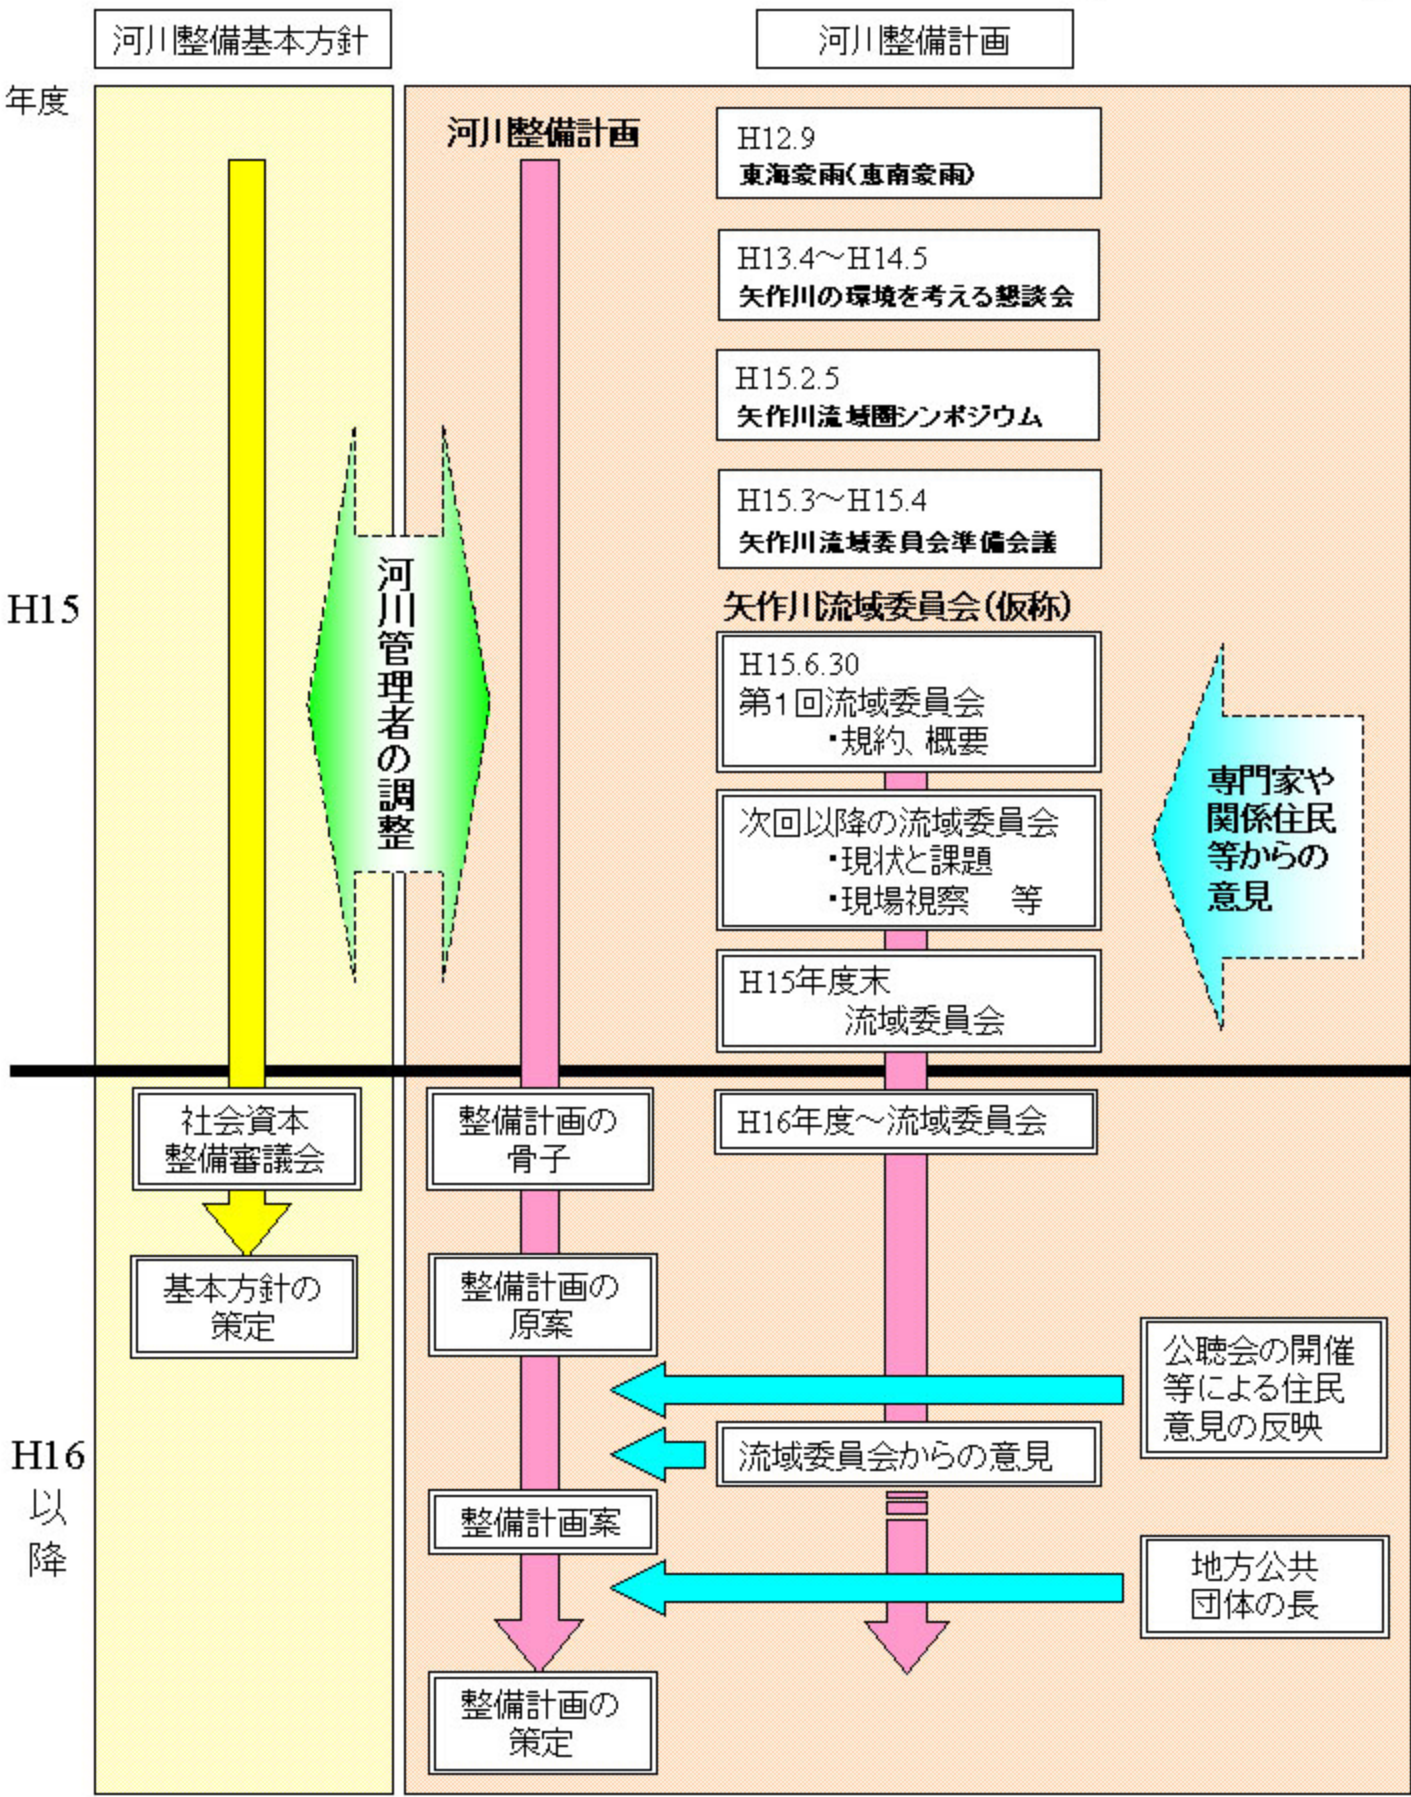 河川整備基本方針
河川整備計画
年度
河川整備計画
H12.9
東海豪雨(恵南豪雨)
H13.4～H14.5
矢作川の環境を考える懇談会
H15.2.5
矢作川流域圏シンポジウム
H15.3～H15.4
矢作川流域委員会準備会議
河川管理者の調整
H15
矢作川流域委員会(仮称)
H15.6.30
第1回流域委員会
・規約、概要
次回以降の流域委員会
・現状と課題
・現場視察 等
専門家や
関係住民
等からの
意見
H15年度末
流域委員会
社会資本
整備審議会
整備計画の
骨子
H16年度～流域委員会
基本方針の
策定
整備計画の
原案
公聴会の開催
等による住民
意見の反映
H16
以
降
流域委員会からの意見
整備計画案
地方公共
団体の長
整備計画の
策定